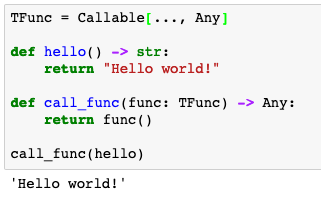 TFunc = Callable[..., Any]
def hello() -> str:
    return "Hello world!"
def call_func(func: TFunc) -> Any:
    return func()
call_func(hello)
'Hello world!'